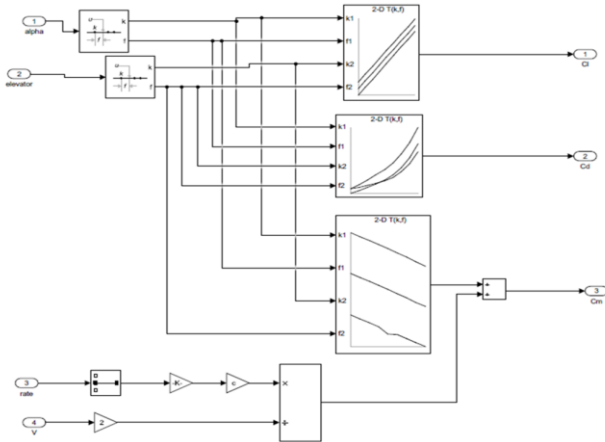 1
alpha
u
k
f
k
f
2
elevator
u
k
f
k
f
2-D T(k,f)
k1
f1
k2
f2
1
Cl
2-D T(k,f)
k1
f1
k2
f2
2
Cd
2-D T(k,f)
k1
f1
k2
f2
+
+
3
Cm
3
rate
-K-
c
×
÷
4
V
2